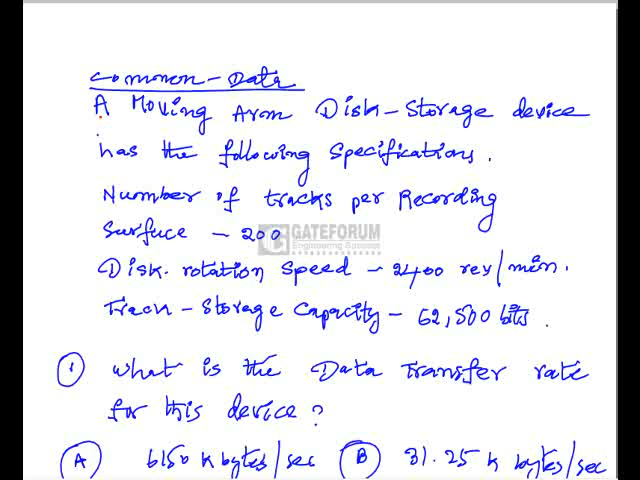 Common-Data
A Moving Arm Disk-Storage device
has the following specifications.
Number of tracks per Recording
Surface - 200
GATEFORUM
Engineering Success
Disk rotation Speed - 2400 rev/min.
Track-Storage Capacity - 62,500 bits.
1 What is the Data Transfer rate
for this device?
A 6150 K bytes/sec B 31.25 K bytes/sec